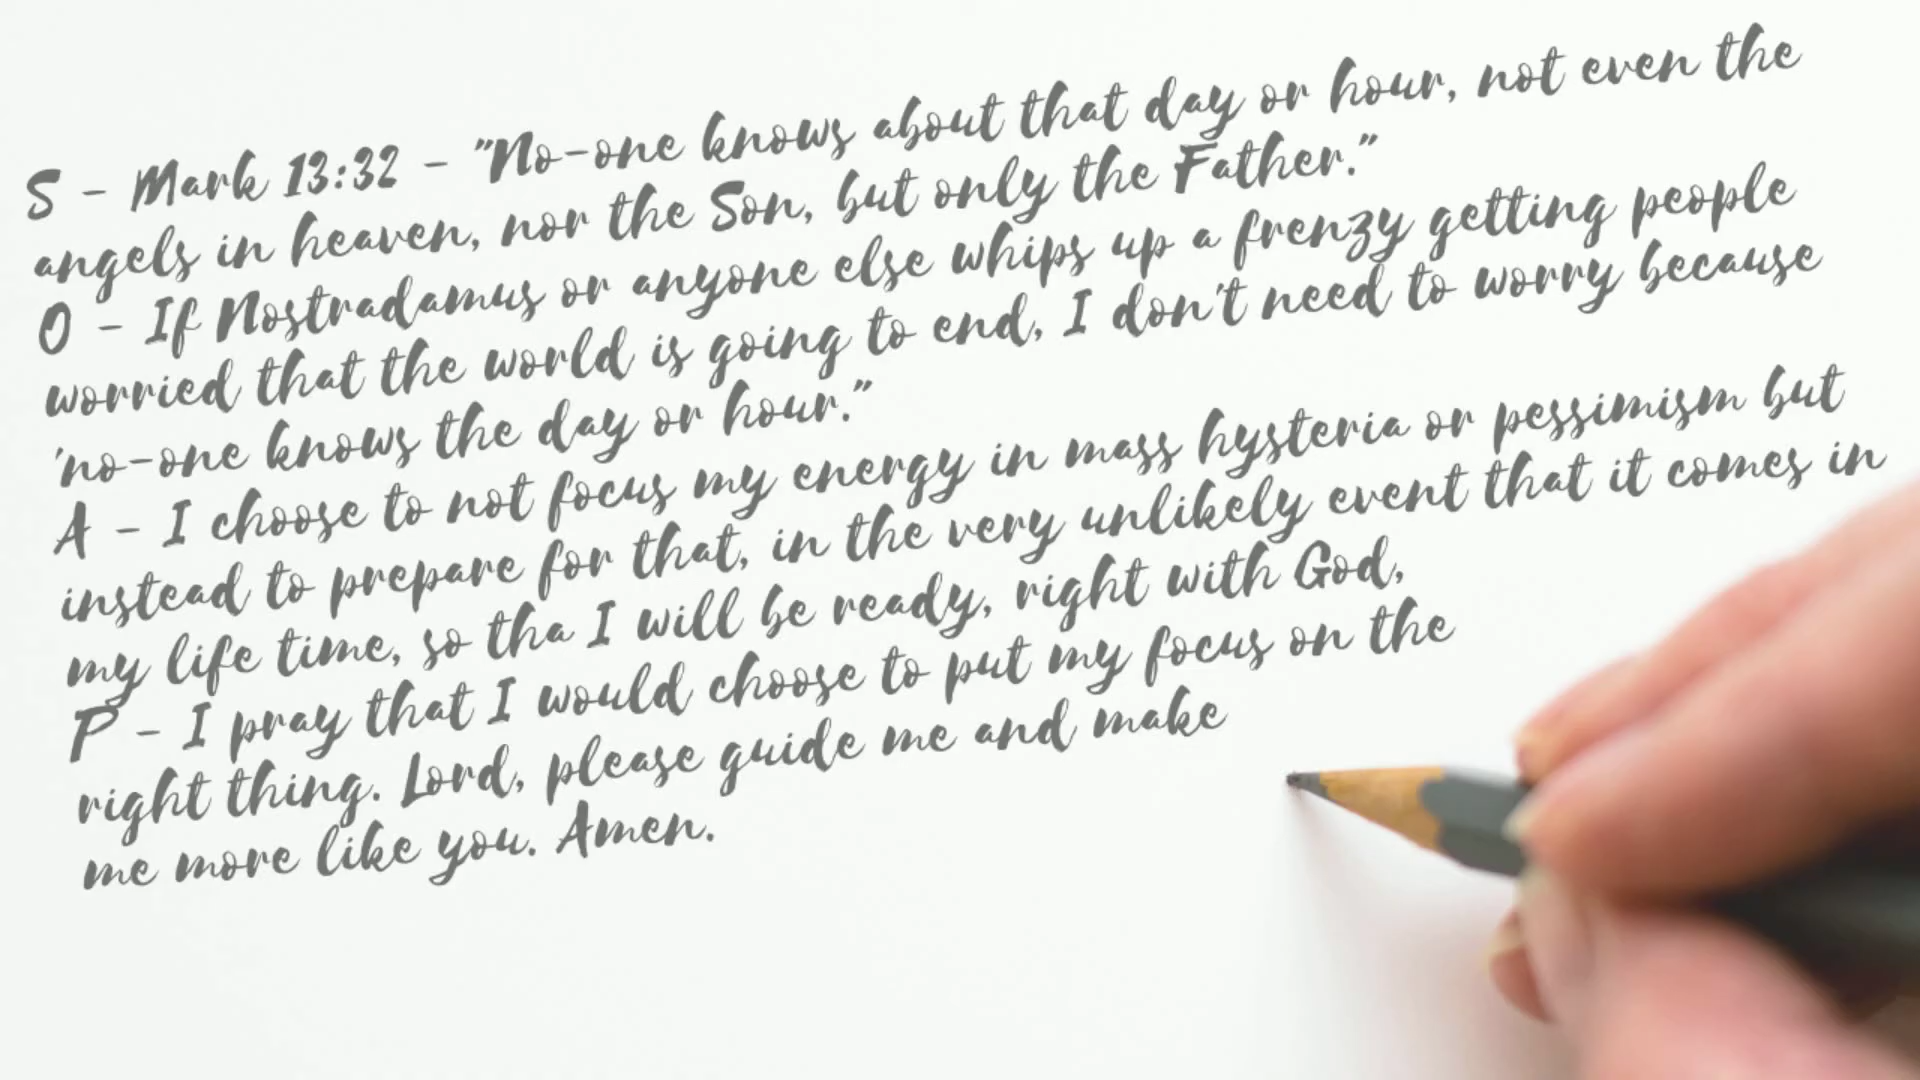 S - Mark 13:32 - "No-one knows about that day or hour, not even the
angels in heaven, nor the Son, but only the Father."
O - If Nostradamus or anyone else whips up a frenzy getting people
worried that the world is going to end, I don't need to worry because
'no-one knows the day or hour."
A - I choose to not focus my energy in mass hysteria or pessimism but
instead to prepare for that, in the very unlikely event that it comes in
my life time, so tha I will be ready, right with God,
P - I pray that I would choose to put my focus on the
right thing. Lord, please guide me and make
me more like you. Amen.